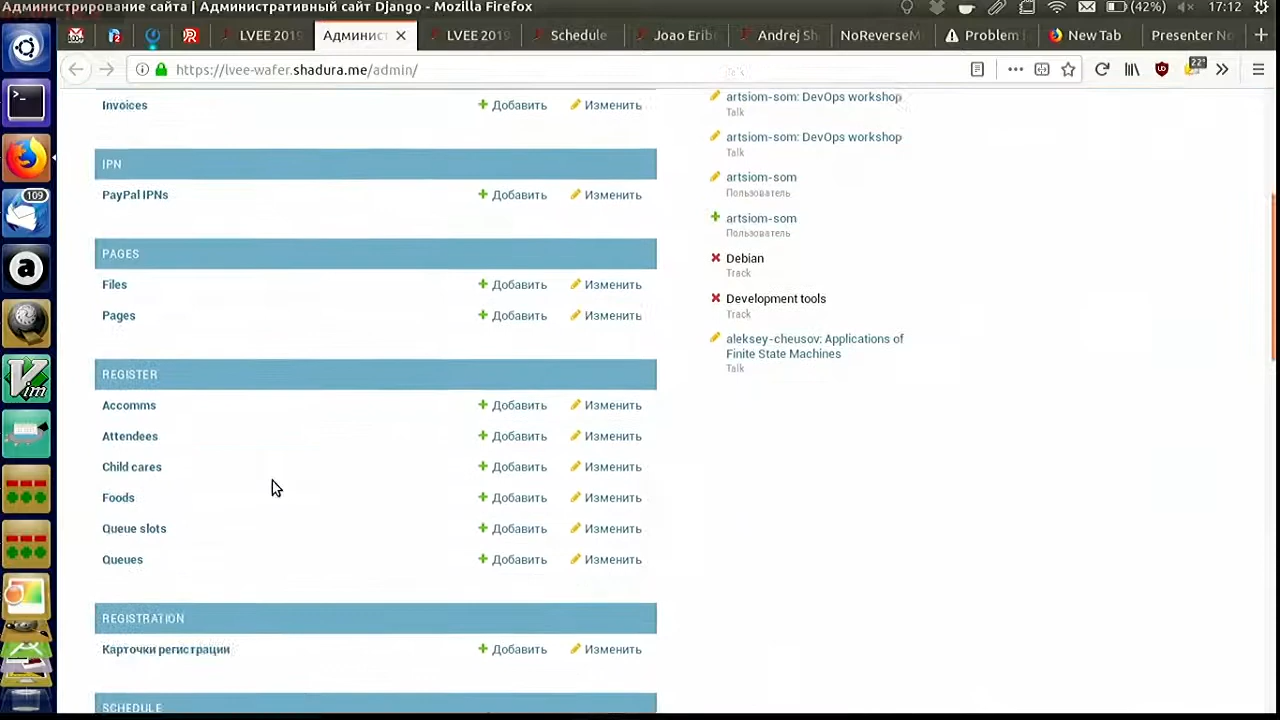 Администрирование сайта | Административный сайт Django - Mozilla Firefox
(42%)
17:12
100+
LVEE 2019
Админис
LVEE 2019
Schedule
Joao Erib
Andrej Sh
NoReverseM
Problem
New Tab
Presenter No
https://lvee-wafer.shadura.me/admin/
22
109
Invoices
Добавить
Изменить
IPN
PayPal IPNs
Добавить
Изменить
PAGES
Files
Добавить
Изменить
Pages
Добавить
Изменить
REGISTER
Accomms
Добавить
Изменить
Attendees
Добавить
Изменить
Child cares
Добавить
Изменить
Foods
Добавить
Изменить
Queue slots
Добавить
Изменить
Queues
Добавить
Изменить
REGISTRATION
Карточки регистрации
Добавить
Изменить
SCHEDULE
Talk
artsiom-som: DevOps workshop
Talk
artsiom-som: DevOps workshop
Talk
artsiom-som
Пользователь
artsiom-som
Пользователь
Debian
Track
Development tools
Track
aleksey-cheusov: Applications of
Finite State Machines
Talk